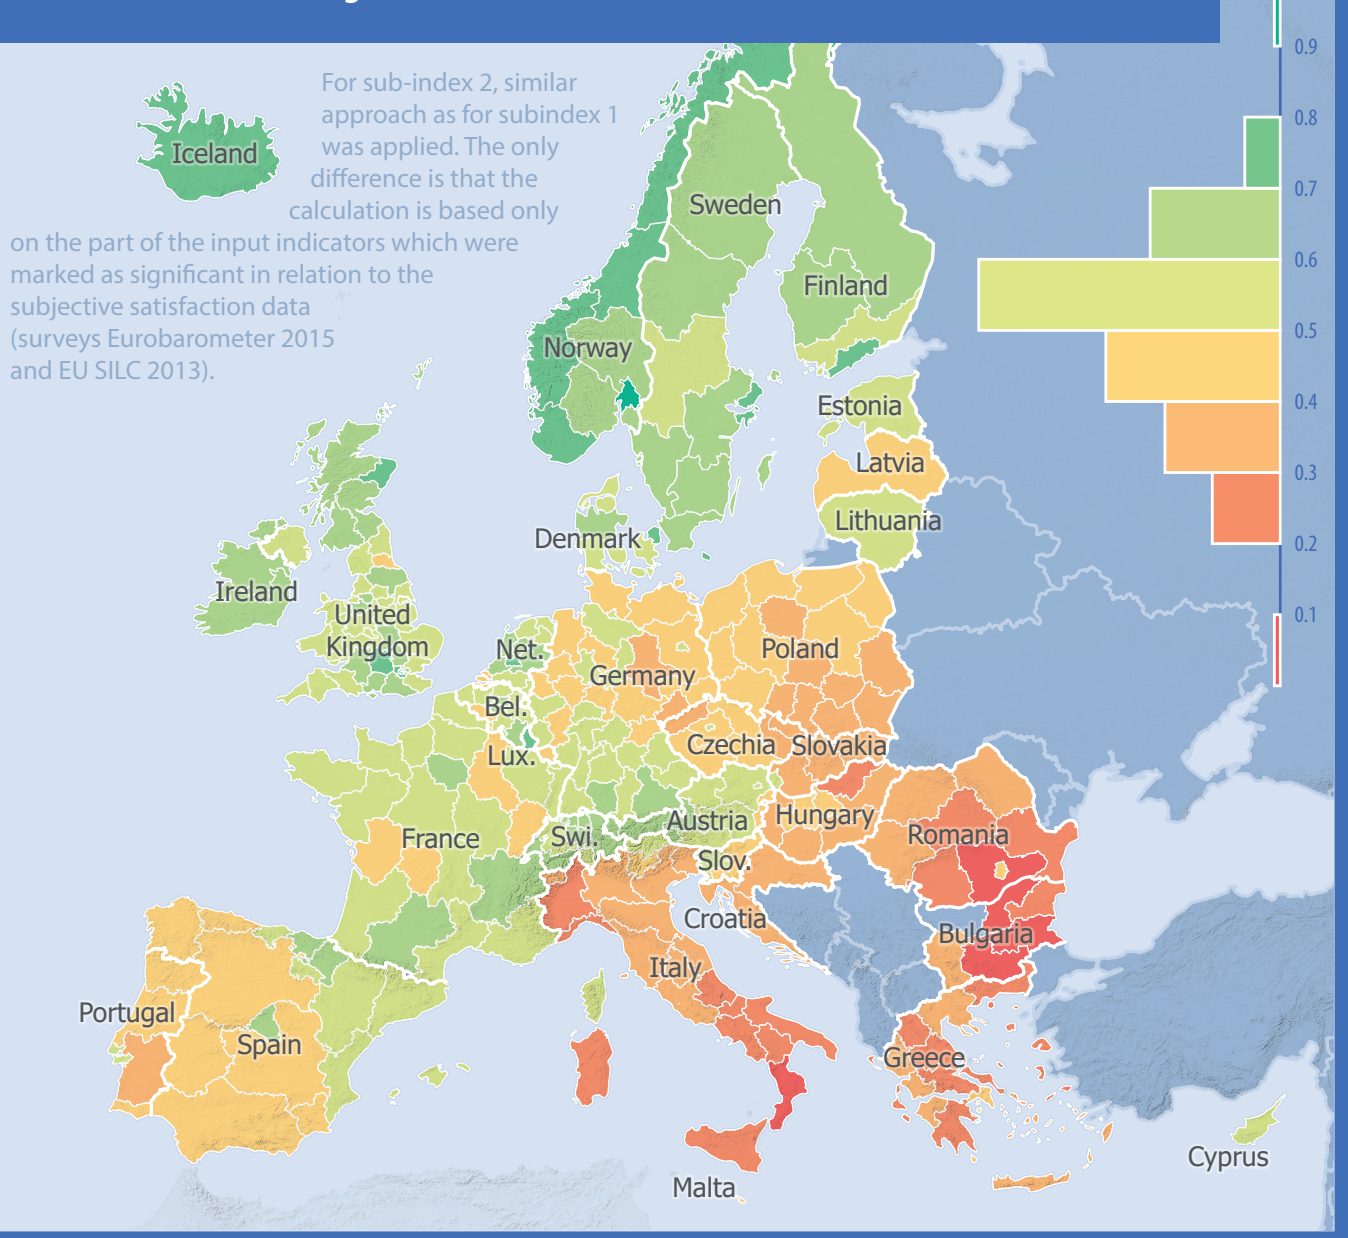 For sub-index 2, similar
approach as for subindex 1
was applied. The only
difference is that the
calculation is based only
on the part of the input indicators which were
marked as significant in relation to the
subjective satisfaction data
(surveys Eurobarometer 2015
and EU SILC 2013).
0.9
0.8
0.7
0.6
0.5
0.4
0.3
0.2
0.1
Iceland
Sweden
Finland
Norway
Estonia
Latvia
Lithuania
Denmark
Ireland
United
Kingdom
Net.
Germany
Poland
Bel.
Lux.
Czechia
Slovakia
France
Swi.
Austria
Hungary
Romania
Slov.
Croatia
Bulgaria
Italy
Portugal
Spain
Greece
Cyprus
Malta